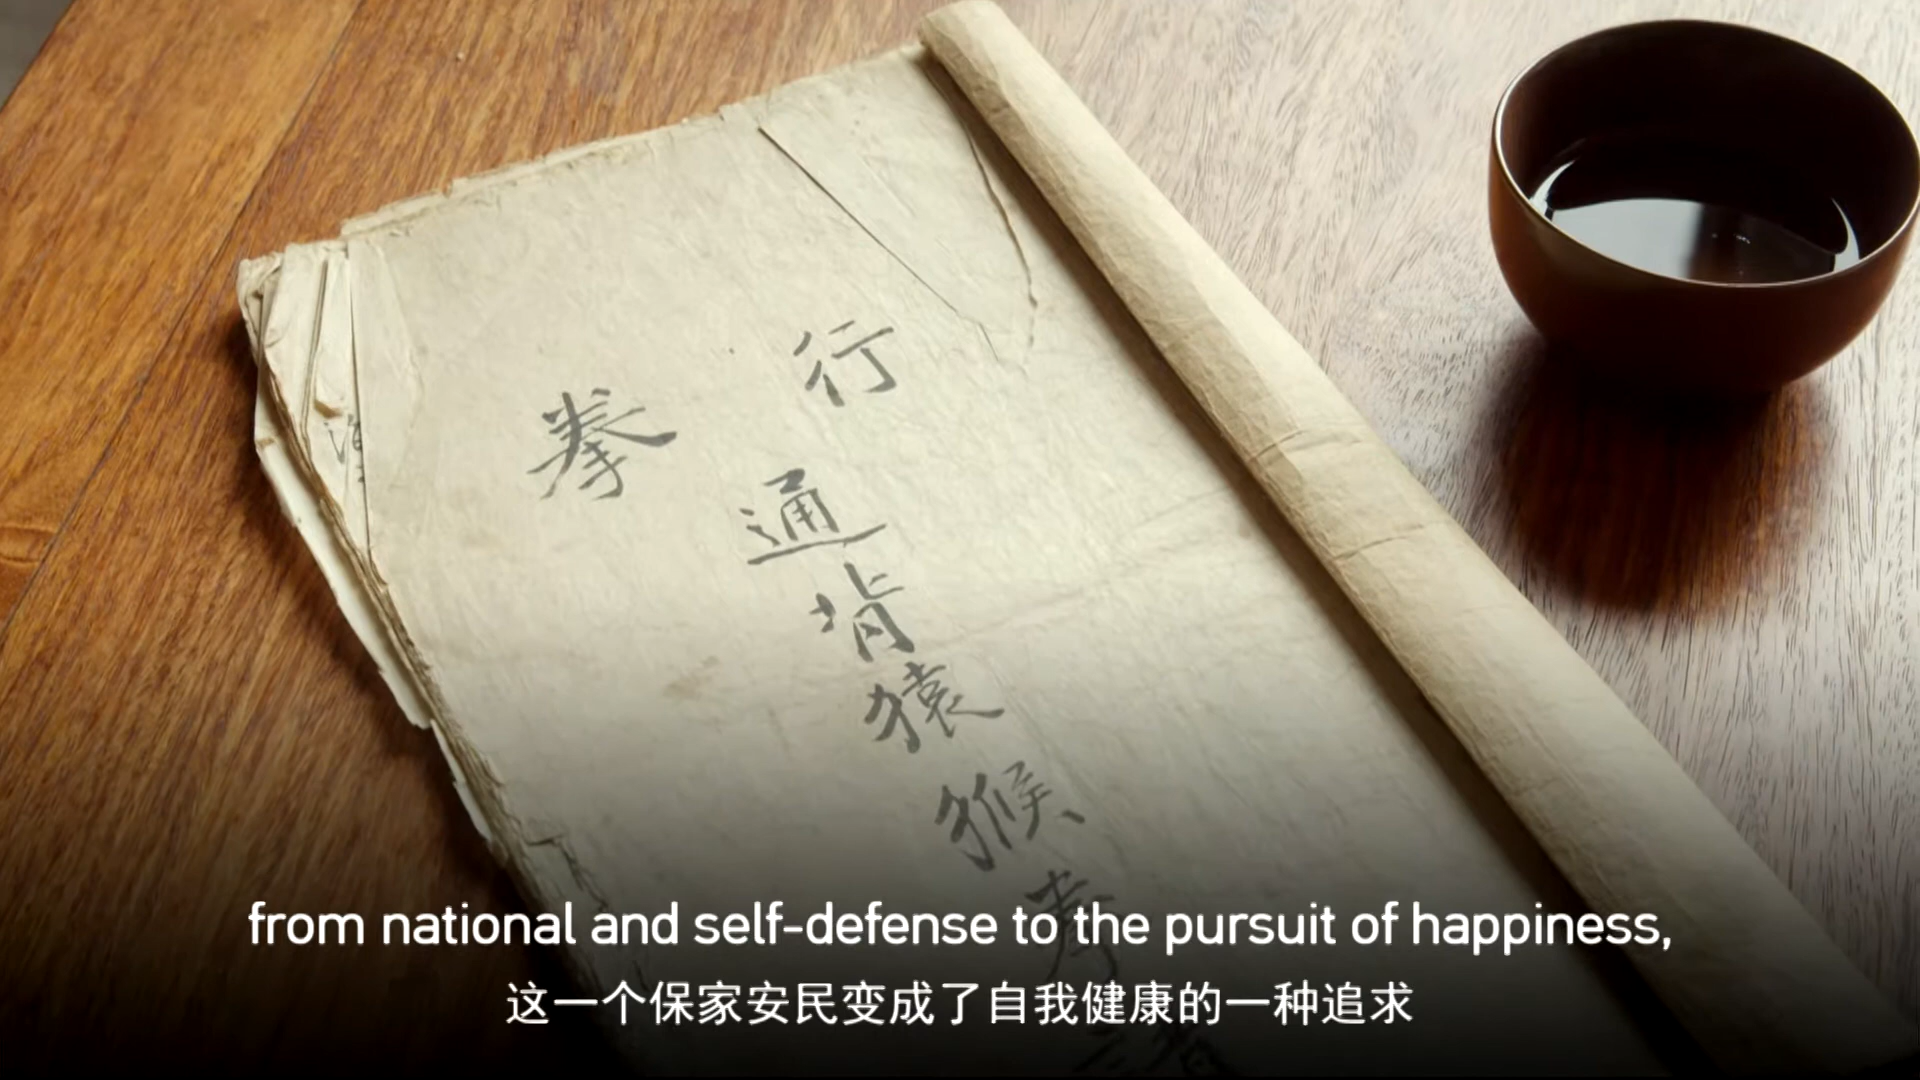 行
通背猿猴拳
拳
from national and self-defense to the pursuit of happiness,
这一个保家安民变成了自我健康的一种追求